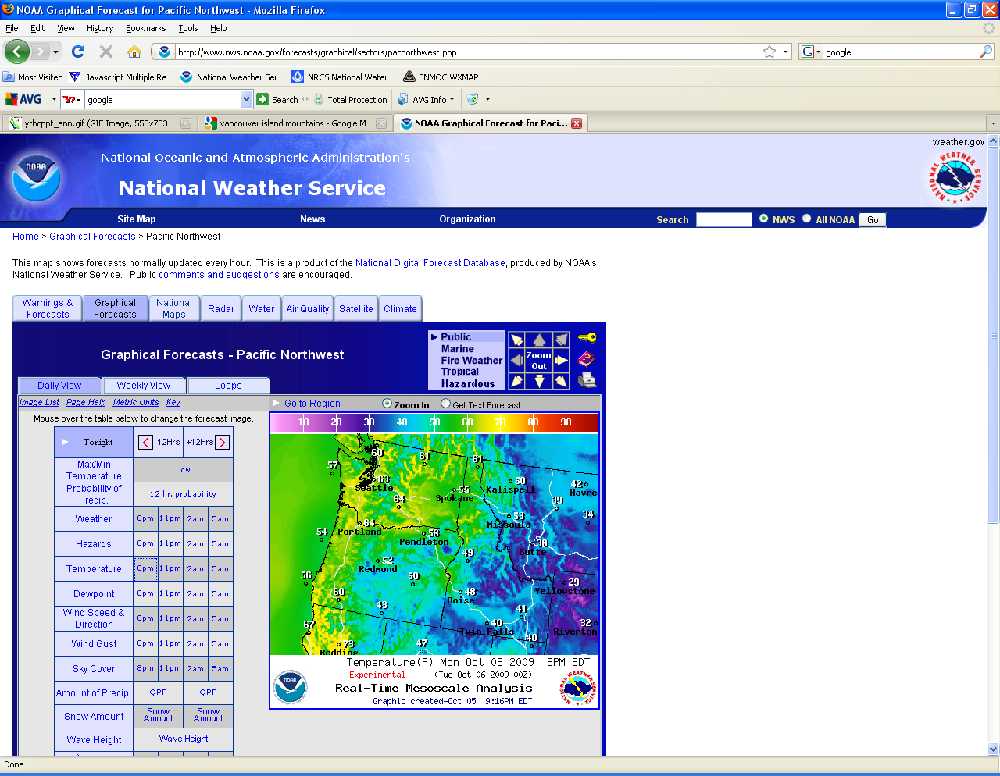 NOAA Graphical Forecast for Pacific Northwest - Mozilla Firefox
File Edit View History Bookmarks Tools Help
http://www.nws.noaa.gov/forecasts/graphical/sectors/pacnorthwest.php
google
Most Visited Javascript Multiple Re... National Weather Ser... NRCS National Water ... FNMOC WXMAP
AVG Y! google Search Total Protection AVG Info
ytbcppt_ann.gif (GIF Image, 553x703 ... vancouver island mountains - Google M... NOAA Graphical Forecast for Paci...
weather.gov
National Oceanic and Atmospheric Administration's
NOAA
National Weather Service
NATIONAL WEATHER SERVICE
Site Map News Organization Search NWS All NOAA Go
Home > Graphical Forecasts > Pacific Northwest
This map shows forecasts normally updated every hour. This is a product of the National Digital Forecast Database, produced by NOAA's
National Weather Service. Public comments and suggestions are encouraged.
Warnings & Forecasts Graphical Forecasts National Maps Radar Water Air Quality Satellite Climate
Graphical Forecasts - Pacific Northwest
Public
Marine
Fire Weather
Tropical
Hazardous
Zoom Out
Daily View Weekly View Loops
Image List | Page Help | Metric Units | Key
Go to Region Zoom In Get Text Forecast
Mouse over the table below to change the forecast image.
Tonight -12Hrs +12Hrs
Max/Min Temperature Low
Probability of Precip. 12 hr. probability
Weather 8pm 11pm 2am 5am
Hazards 8pm 11pm 2am 5am
Temperature 8pm 11pm 2am 5am
Dewpoint 8pm 11pm 2am 5am
Wind Speed & Direction 8pm 11pm 2am 5am
Wind Gust 8pm 11pm 2am 5am
Sky Cover 8pm 11pm 2am 5am
Amount of Precip. QPF QPF
Snow Amount Snow Amount Snow Amount
Wave Height Wave Height
10 20 30 40 50 60 70 80 90
60 61 61
57 50 42
63 Kalispell Havre
Seattle 55
64 Spokane 39
53 34
64 Missoula
54 Portland 58 38
Pendleton Butte
52 49
Redmond
56 50 29
60 48 Yellowstone
Boise
43 41
67 40 32
Twin Falls Riverton
73 47 40
Redding
Temperature(F) Mon Oct 05 2009 8PM EDT
Experimental (Tue Oct 06 2009 00Z)
Real-Time Mesoscale Analysis
Graphic created-Oct 05 9:16PM EDT
NOAA
Done